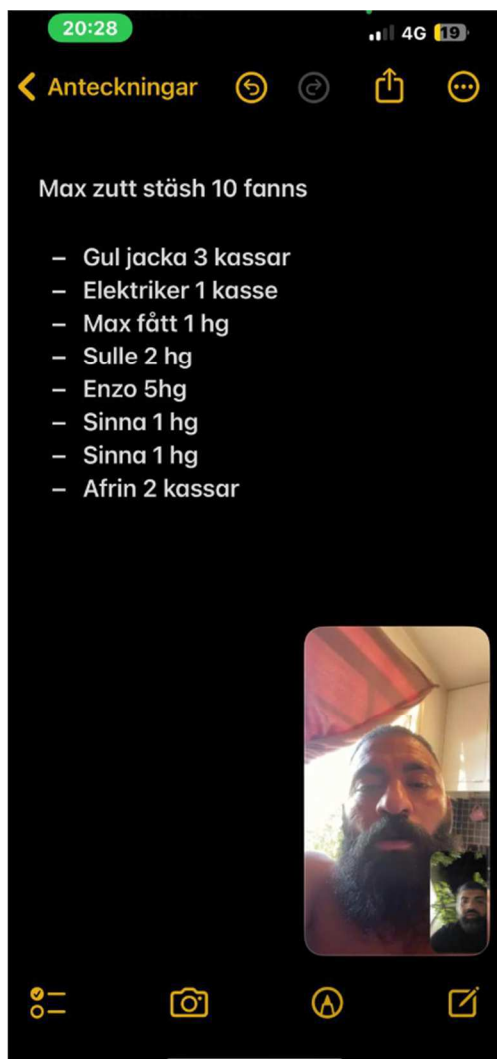 20:28
4G 19
Anteckningar
Max zutt stäsh 10 fanns
– Gul jacka 3 kassar
– Elektriker 1 kasse
– Max fått 1 hg
– Sulle 2 hg
– Enzo 5hg
– Sinna 1 hg
– Sinna 1 hg
– Afrin 2 kassar